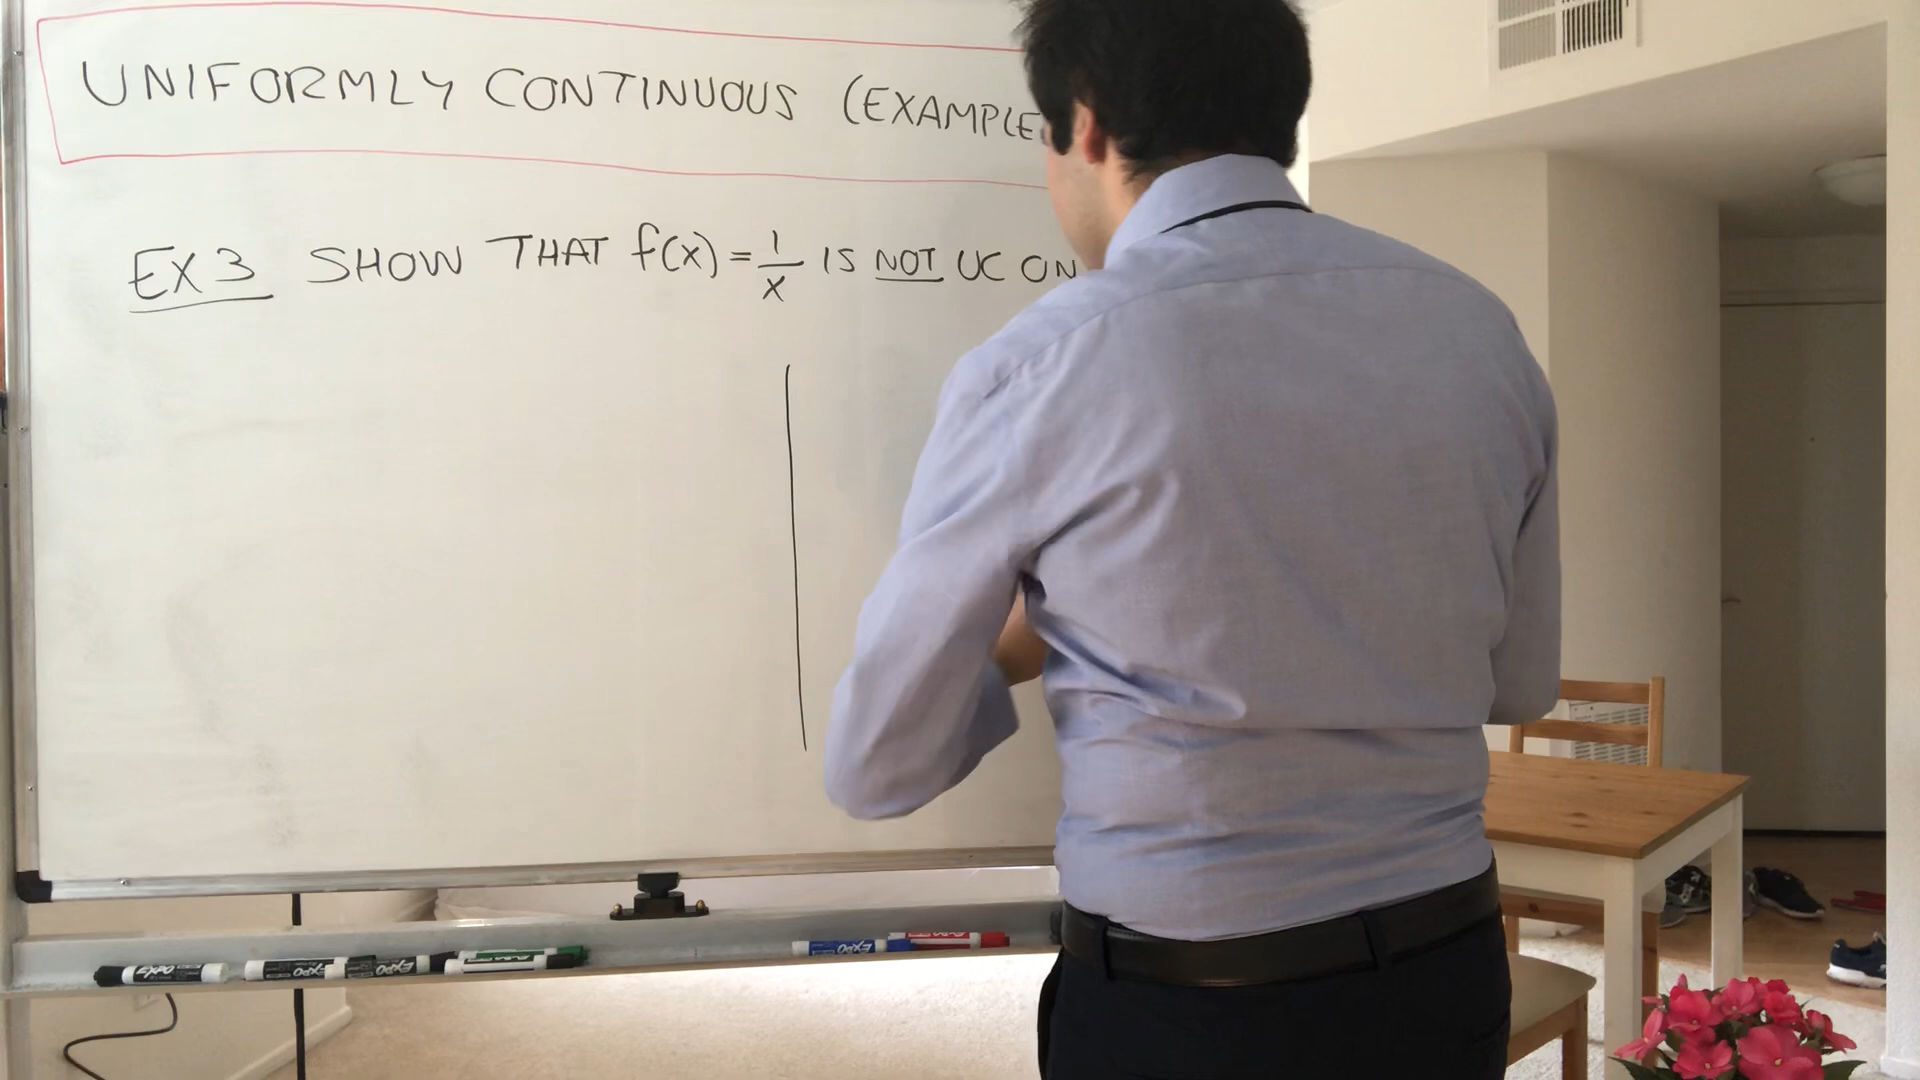 UNIFORMLY CONTINUOUS (EXAMPLE
EX 3 SHOW THAT f(x) = 1/x IS NOT UC ON
EXPO
EXPO
EXPO
EXPO